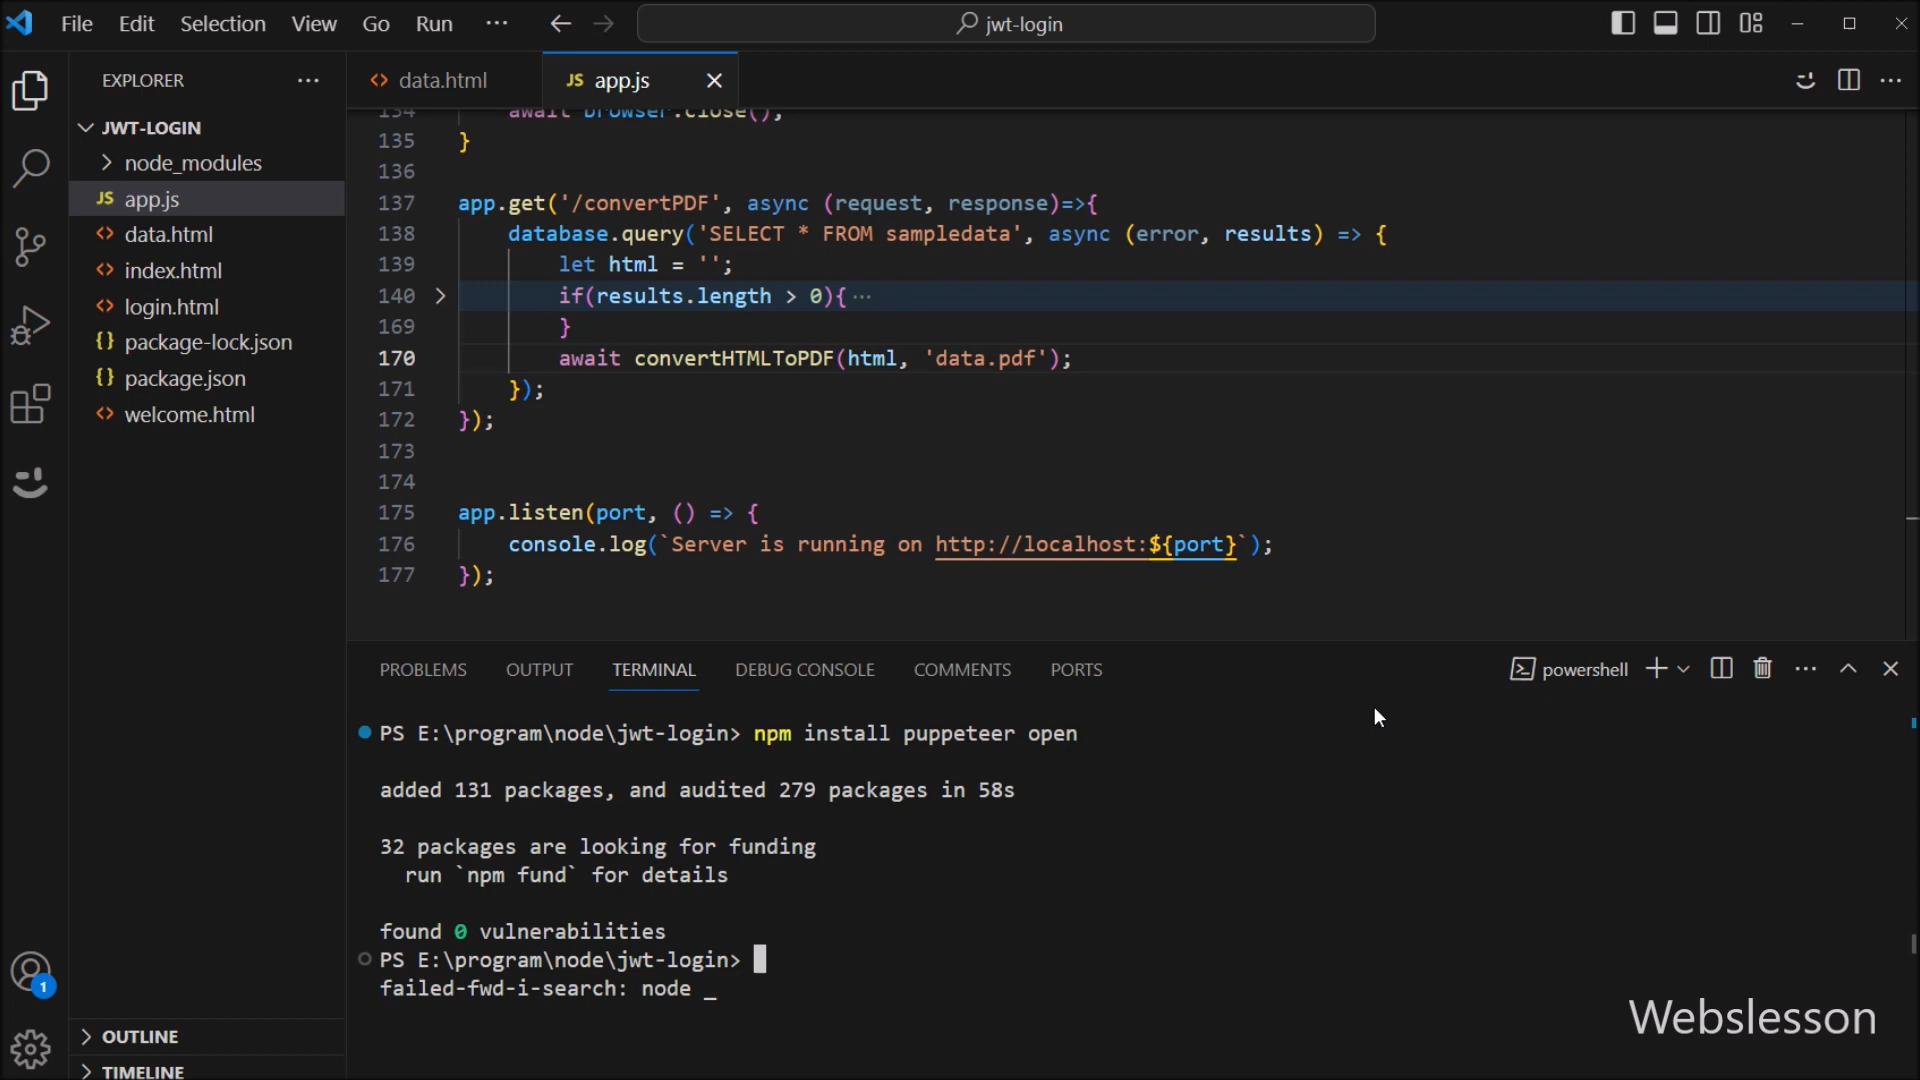 File Edit Selection View Go Run ··· jwt-login
EXPLORER ···
data.html
JS app.js
JWT-LOGIN
node_modules
JS app.js
data.html
index.html
login.html
{} package-lock.json
{} package.json
welcome.html
OUTLINE
TIMELINE
1
134 await browser.close();
135 }
136
137 app.get('/convertPDF', async (request, response)=>{
138 database.query('SELECT * FROM sampledata', async (error, results) => {
139 let html = '';
140 if(results.length > 0){ ···
169 }
170 await convertHTMLToPDF(html, 'data.pdf');
171 });
172 });
173
174
175 app.listen(port, () => {
176 console.log(`Server is running on http://localhost:${port}`);
177 });
PROBLEMS OUTPUT TERMINAL DEBUG CONSOLE COMMENTS PORTS powershell
PS E:\program\node\jwt-login> npm install puppeteer open
added 131 packages, and audited 279 packages in 58s
32 packages are looking for funding
run `npm fund` for details
found 0 vulnerabilities
PS E:\program\node\jwt-login>
failed-fwd-i-search: node _
Webslesson